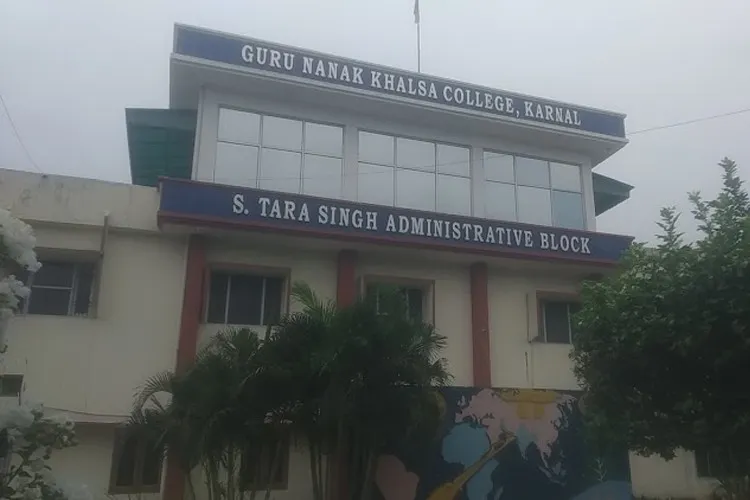 GURU NANAK KHALSA COLLEGE, KARNAL
S. TARA SINGH ADMINISTRATIVE BLOCK